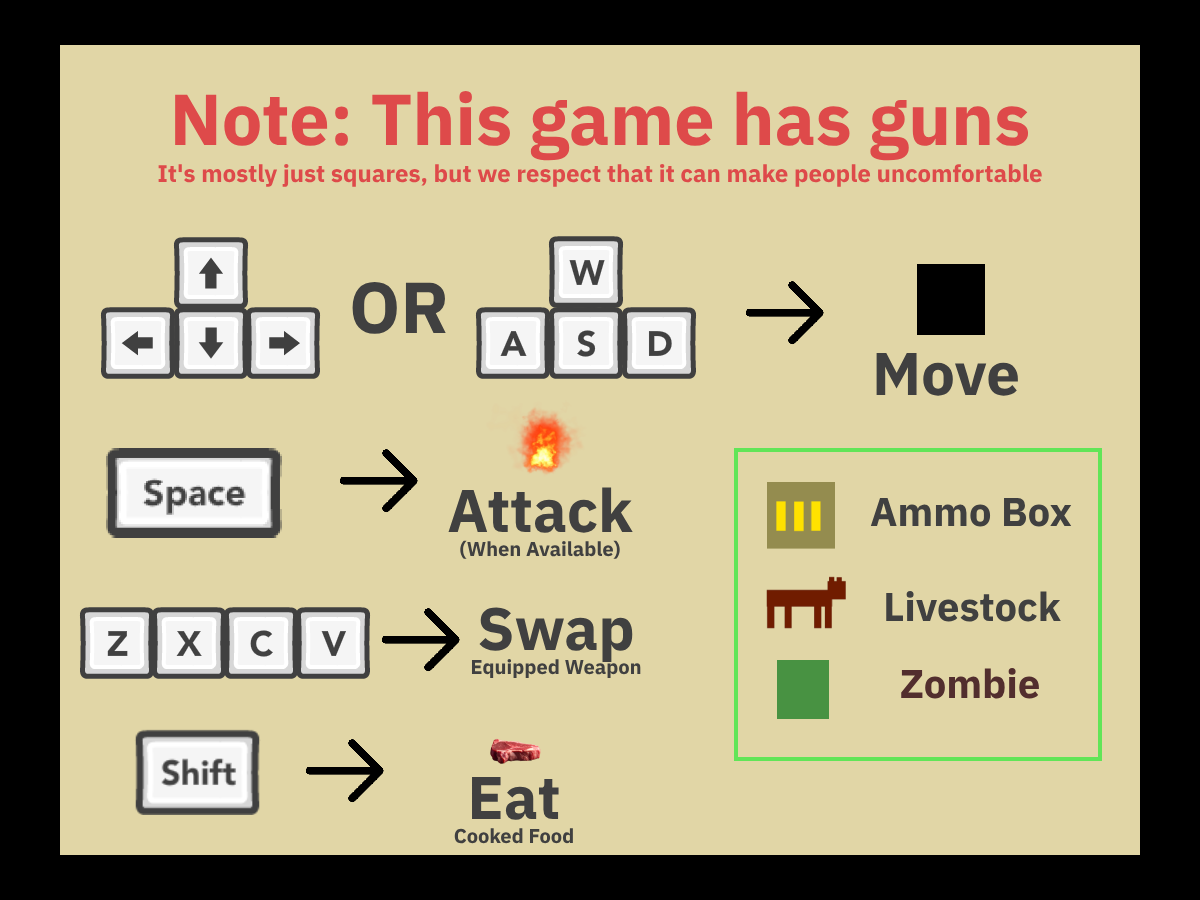 Note: This game has guns
It's mostly just squares, but we respect that it can make people uncomfortable
W
OR
A S D
Move
Space
Attack
(When Available)
Ammo Box
Livestock
Zombie
Z X C V
Swap
Equipped Weapon
Shift
Eat
Cooked Food